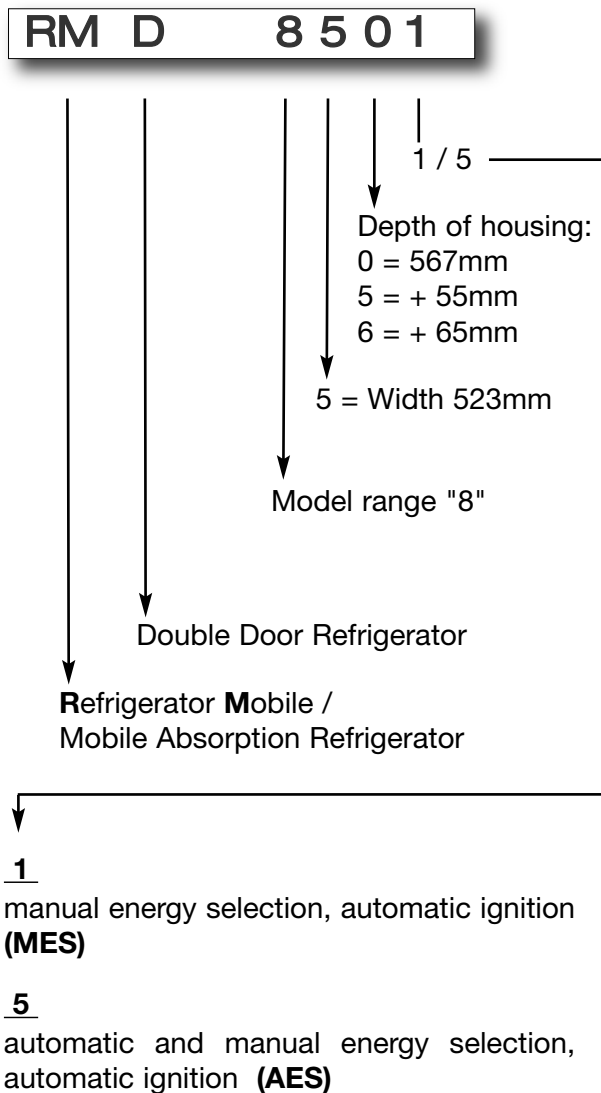 RM D 8 5 0 1
1 / 5
Depth of housing:
0 = 567mm
5 = + 55mm
6 = + 65mm
5 = Width 523mm
Model range "8"
Double Door Refrigerator
Refrigerator Mobile /
Mobile Absorption Refrigerator
1
manual energy selection, automatic ignition
(MES)
5
automatic and manual energy selection,
automatic ignition (AES)